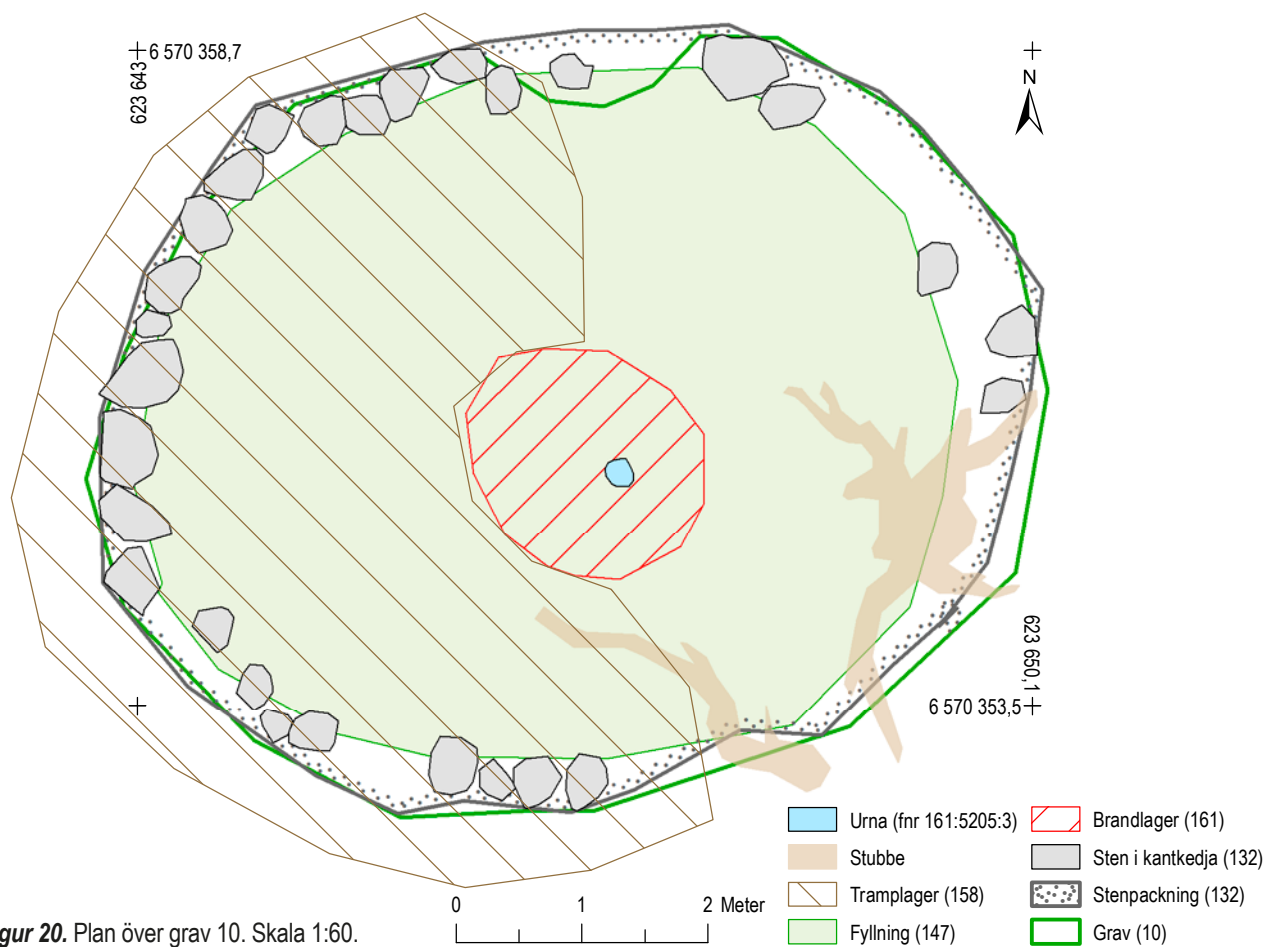 6 570 358,7
623 643
N
623 650,1
6 570 353,5
Urna (fnr 161:5205:3)
Stubbe
Tramplager (158)
Fyllning (147)
Brandlager (161)
Sten i kantkedja (132)
Stenpackning (132)
Grav (10)
0 1 2 Meter
gur 20. Plan över grav 10. Skala 1:60.